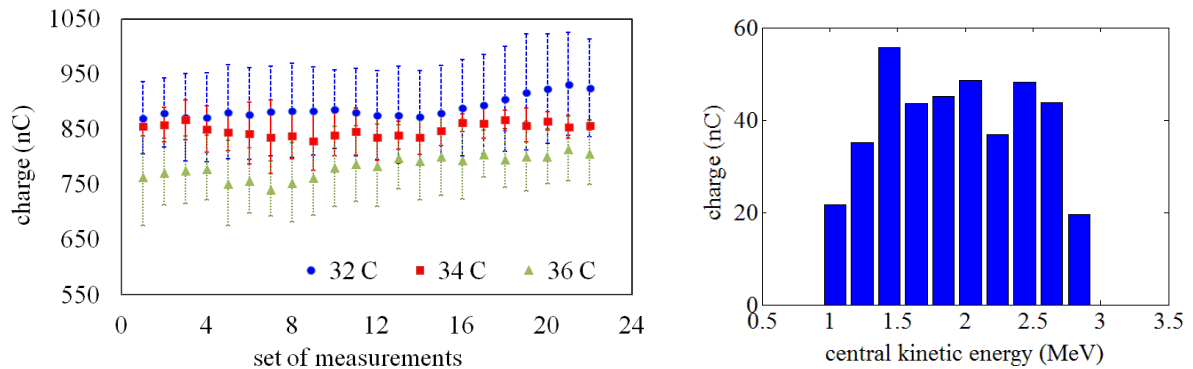 1050
950
850
750
650
550
charge (nC)
32 C 34 C 36 C
0 4 8 12 16 20 24
set of measurements
60
40
20
0
charge (nC)
0.5 1 1.5 2 2.5 3 3.5
central kinetic energy (MeV)